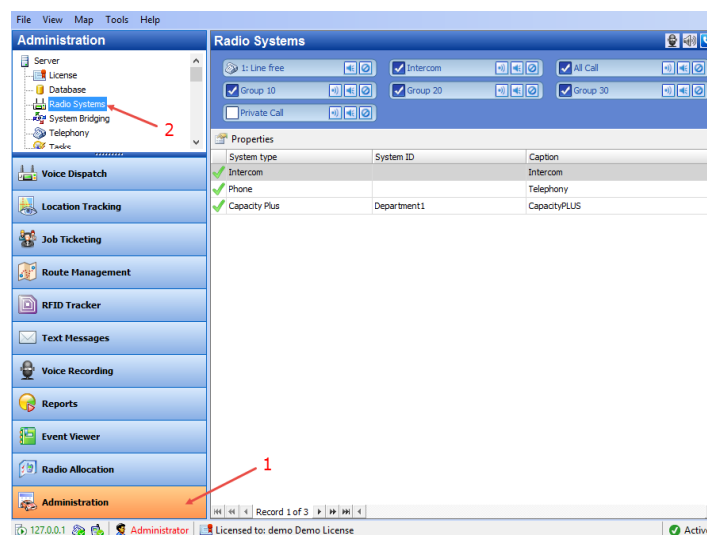 File View Map Tools Help
Administration
Server
License
Database
Radio Systems
System Bridging
Telephony
Tasks
2
Voice Dispatch
Location Tracking
Job Ticketing
Route Management
RFID Tracker
Text Messages
Voice Recording
Reports
Event Viewer
Radio Allocation
Administration
1
Radio Systems
1: Line free Intercom All Call
Group 10 Group 20 Group 30
Private Call
Properties
System type System ID Caption
Intercom Intercom
Phone Telephony
Capacity Plus Department1 CapacityPLUS
Record 1 of 3
127.0.0.1 Administrator Licensed to: demo Demo License Active